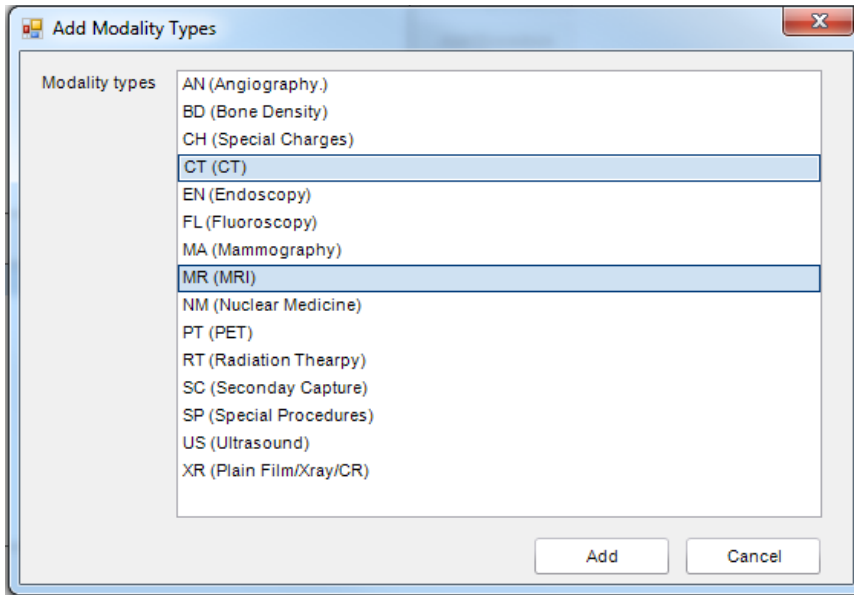 Add Modality Types
Modality types
AN (Angiography.)
BD (Bone Density)
CH (Special Charges)
CT (CT)
EN (Endoscopy)
FL (Fluoroscopy)
MA (Mammography)
MR (MRI)
NM (Nuclear Medicine)
PT (PET)
RT (Radiation Thearpy)
SC (Seconday Capture)
SP (Special Procedures)
US (Ultrasound)
XR (Plain Film/Xray/CR)
Add
Cancel